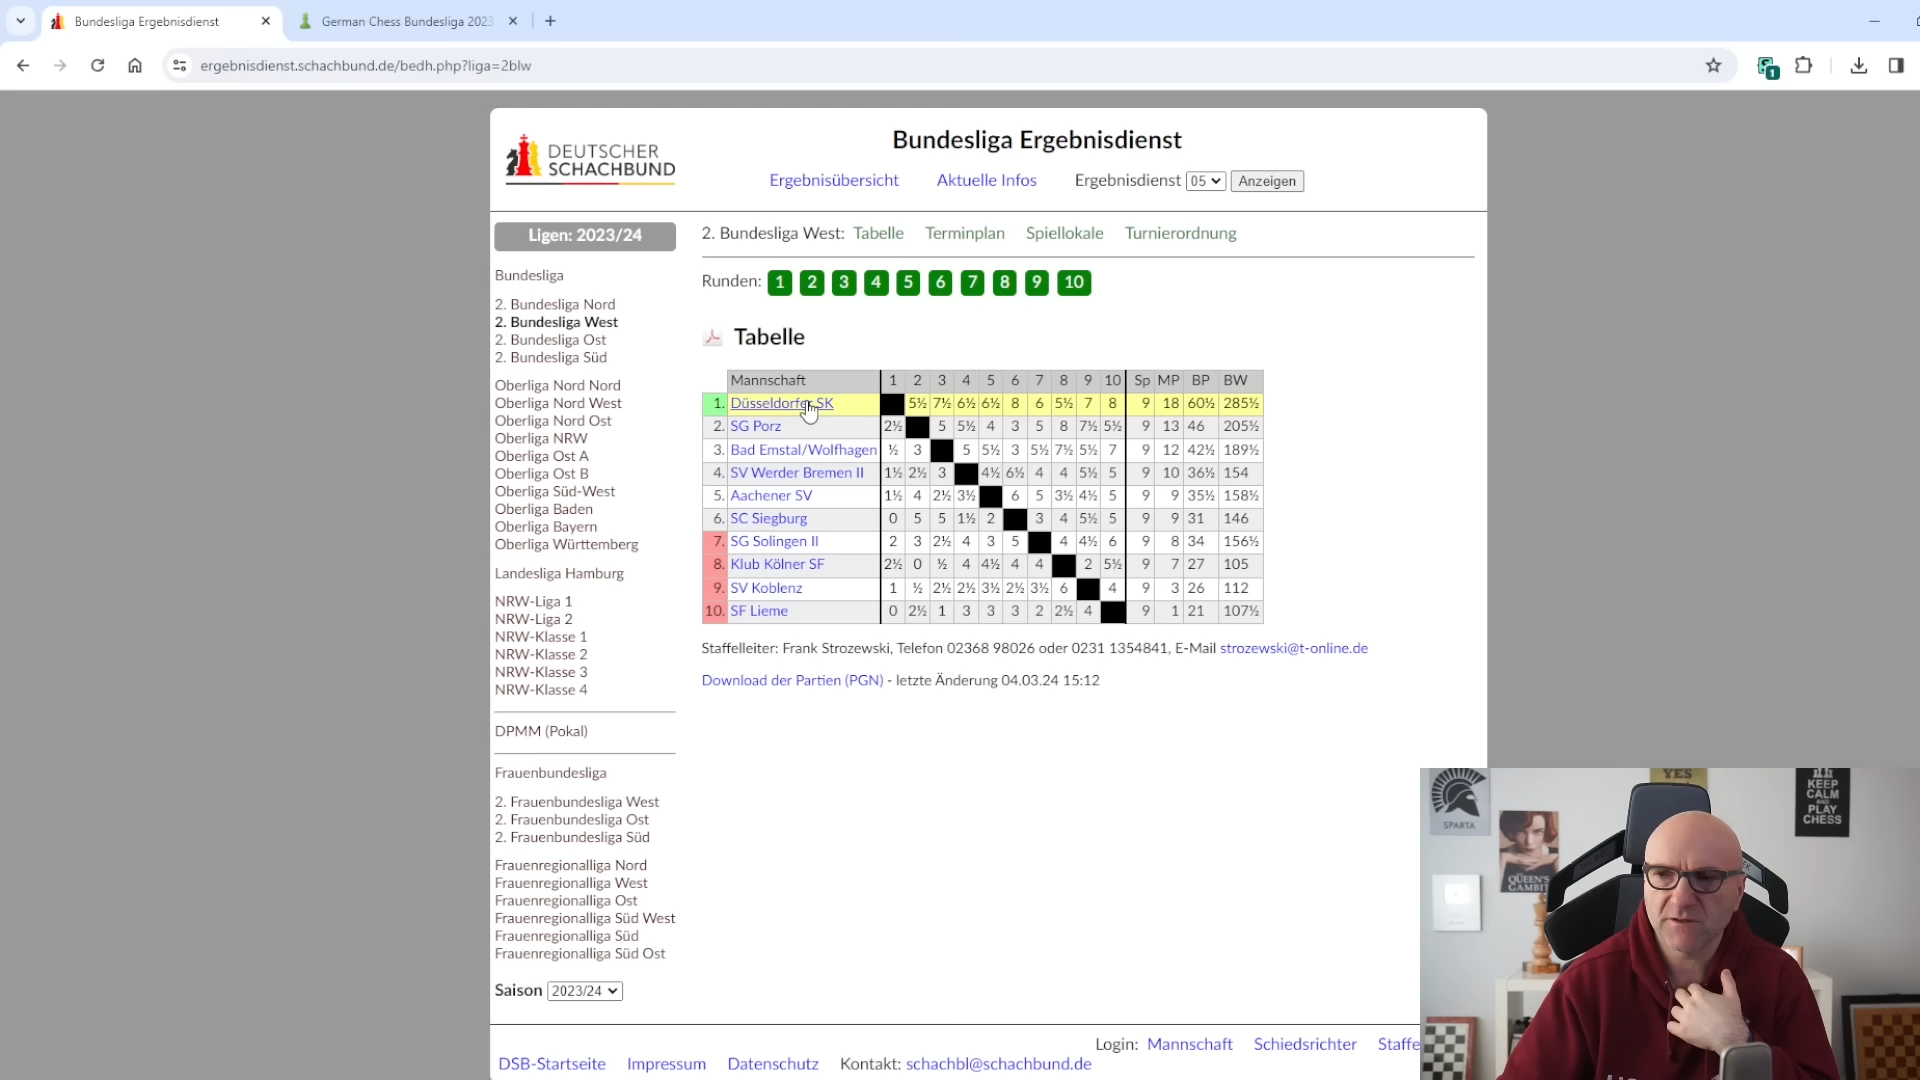 Bundesliga Ergebnisdienst
German Chess Bundesliga 2023
ergebnisdienst.schachbund.de/bedh.php?liga=2blw
1
DEUTSCHER
SCHACHBUND
Bundesliga Ergebnisdienst
Ergebnisübersicht Aktuelle Infos Ergebnisdienst 05 Anzeigen
Ligen: 2023/24
Bundesliga
2. Bundesliga Nord
2. Bundesliga West
2. Bundesliga Ost
2. Bundesliga Süd
Oberliga Nord Nord
Oberliga Nord West
Oberliga Nord Ost
Oberliga NRW
Oberliga Ost A
Oberliga Ost B
Oberliga Süd-West
Oberliga Baden
Oberliga Bayern
Oberliga Württemberg
Landesliga Hamburg
NRW-Liga 1
NRW-Liga 2
NRW-Klasse 1
NRW-Klasse 2
NRW-Klasse 3
NRW-Klasse 4
DPMM (Pokal)
Frauenbundesliga
2. Frauenbundesliga West
2. Frauenbundesliga Ost
2. Frauenbundesliga Süd
Frauenregionalliga Nord
Frauenregionalliga West
Frauenregionalliga Ost
Frauenregionalliga Süd West
Frauenregionalliga Süd
Frauenregionalliga Süd Ost
Saison 2023/24
2. Bundesliga West: Tabelle Terminplan Spiellokale Turnierordnung
Runden: 1 2 3 4 5 6 7 8 9 10
Tabelle
Mannschaft 1 2 3 4 5 6 7 8 9 10 Sp MP BP BW
1. Düsseldorfer SK 5½ 7½ 6½ 6½ 8 6 5½ 7 8 9 18 60½ 285½
2. SG Porz 2½ 5 5½ 4 3 5 8 7½ 5½ 9 13 46 205½
3. Bad Emstal/Wolfhagen ½ 3 5 5½ 3 5½ 7½ 5½ 7 9 12 42½ 189½
4. SV Werder Bremen II 1½ 2½ 3 4½ 6½ 4 4 5½ 5 9 10 36½ 154
5. Aachener SV 1½ 4 2½ 3½ 6 5 3½ 4½ 5 9 9 35½ 158½
6. SC Siegburg 0 5 5 1½ 2 3 4 5½ 5 9 9 31 146
7. SG Solingen II 2 3 2½ 4 3 5 4 4½ 6 9 8 34 156½
8. Klub Kölner SF 2½ 0 ½ 4 4½ 4 4 2 5½ 9 7 27 105
9. SV Koblenz 1 ½ 2½ 2½ 3½ 2½ 3½ 6 4 9 3 26 112
10. SF Lieme 0 2½ 1 3 3 3 2 2½ 4 9 1 21 107½
Staffelleiter: Frank Strozewski, Telefon 02368 98026 oder 0231 1354841, E-Mail strozewski@t-online.de
Download der Partien (PGN) - letzte Änderung 04.03.24 15:12
Login: Mannschaft Schiedsrichter Staffe
DSB-Startseite Impressum Datenschutz Kontakt: schachbl@schachbund.de
SPARTA
YES
THE
QUEEN'S
GAMBIT
KEEP
CALM
AND
PLAY
CHESS